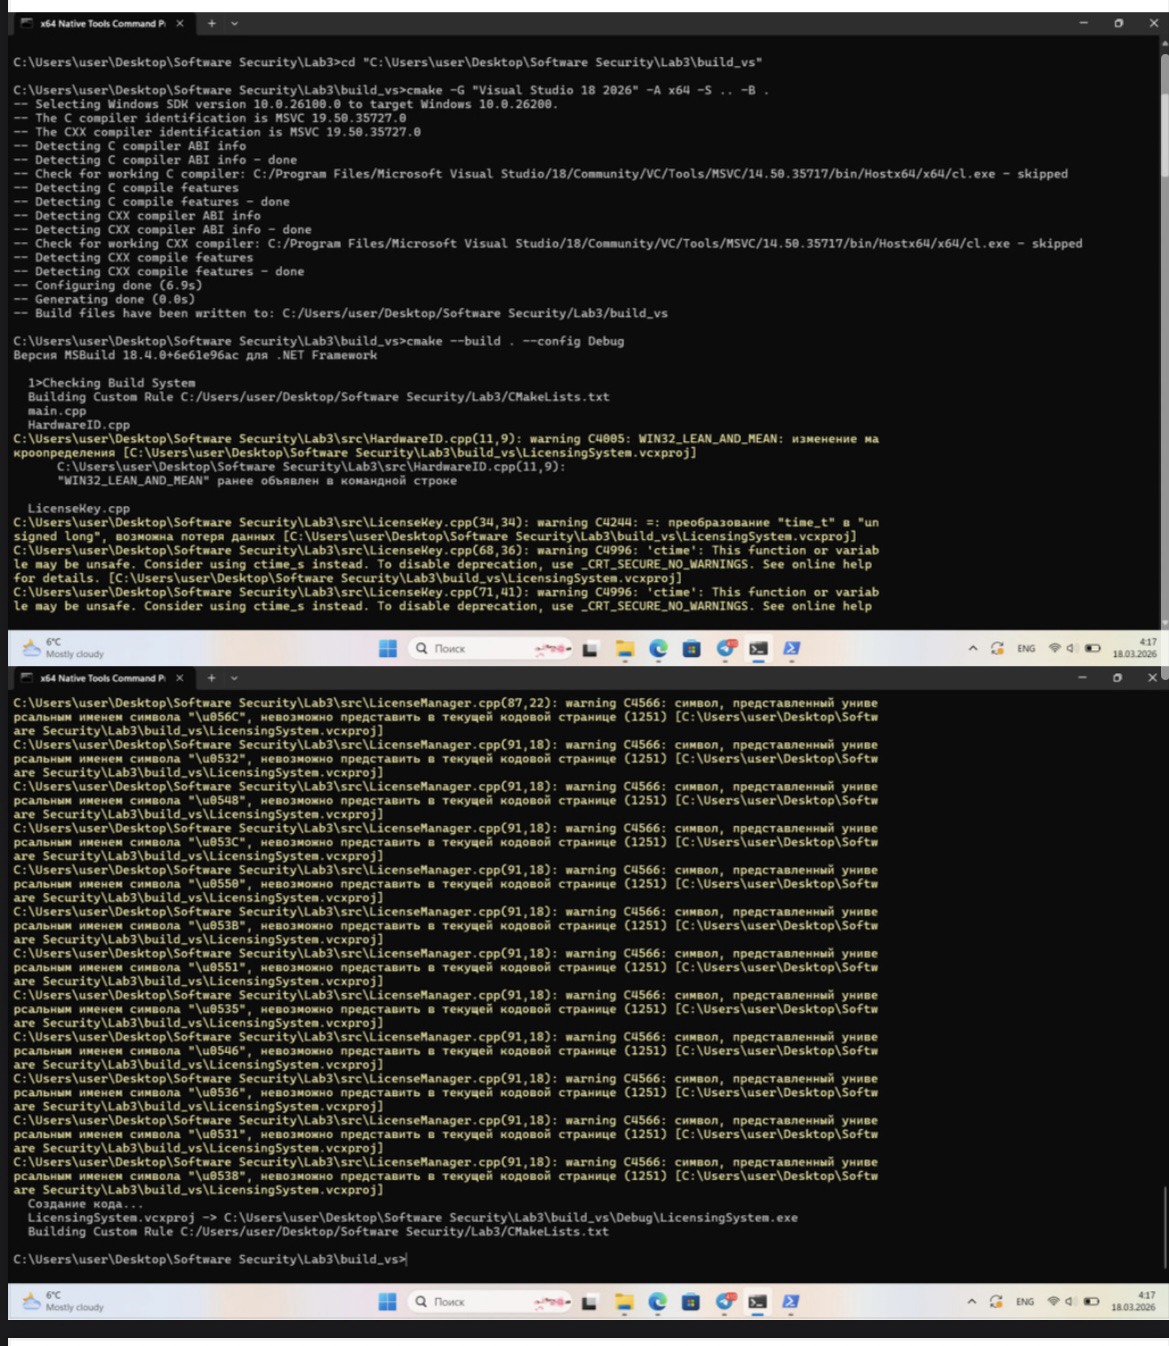 x64 Native Tools Command P
C:\Users\user\Desktop\Software Security\Lab3>cd "C:\Users\user\Desktop\Software Security\Lab3\build_vs"
C:\Users\user\Desktop\Software Security\Lab3\build_vs>cmake -G "Visual Studio 18 2026" -A x64 -S .. -B .
-- Selecting Windows SDK version 10.0.26100.0 to target Windows 10.0.26200.
-- The C compiler identification is MSVC 19.50.35727.0
-- The CXX compiler identification is MSVC 19.50.35727.0
-- Detecting C compiler ABI info
-- Detecting C compiler ABI info - done
-- Check for working C compiler: C:/Program Files/Microsoft Visual Studio/18/Community/VC/Tools/MSVC/14.50.35717/bin/Hostx64/x64/cl.exe - skipped
-- Detecting C compile features
-- Detecting C compile features - done
-- Detecting CXX compiler ABI info
-- Detecting CXX compiler ABI info - done
-- Check for working CXX compiler: C:/Program Files/Microsoft Visual Studio/18/Community/VC/Tools/MSVC/14.50.35717/bin/Hostx64/x64/cl.exe - skipped
-- Detecting CXX compile features
-- Detecting CXX compile features - done
-- Configuring done (6.9s)
-- Generating done (0.0s)
-- Build files have been written to: C:/Users/user/Desktop/Software Security/Lab3/build_vs
C:\Users\user\Desktop\Software Security\Lab3\build_vs>cmake --build . --config Debug
Версия MSBuild 18.4.0+6e61e96ac для .NET Framework
1>Checking Build System
Building Custom Rule C:/Users/user/Desktop/Software Security/Lab3/CMakeLists.txt
main.cpp
HardwareID.cpp
C:\Users\user\Desktop\Software Security\Lab3\src\HardwareID.cpp(11,9): warning C4005: WIN32_LEAN_AND_MEAN: изменение ма
кроопределения [C:\Users\user\Desktop\Software Security\Lab3\build_vs\LicensingSystem.vcxproj]
C:\Users\user\Desktop\Software Security\Lab3\src\HardwareID.cpp(11,9):
"WIN32_LEAN_AND_MEAN" ранее объявлен в командной строке
LicenseKey.cpp
C:\Users\user\Desktop\Software Security\Lab3\src\LicenseKey.cpp(34,34): warning C4244: =: преобразование "time_t" в "un
signed long", возможна потеря данных [C:\Users\user\Desktop\Software Security\Lab3\build_vs\LicensingSystem.vcxproj]
C:\Users\user\Desktop\Software Security\Lab3\src\LicenseKey.cpp(68,36): warning C4996: 'ctime': This function or variab
le may be unsafe. Consider using ctime_s instead. To disable deprecation, use _CRT_SECURE_NO_WARNINGS. See online help
for details. [C:\Users\user\Desktop\Software Security\Lab3\build_vs\LicensingSystem.vcxproj]
C:\Users\user\Desktop\Software Security\Lab3\src\LicenseKey.cpp(71,41): warning C4996: 'ctime': This function or variab
le may be unsafe. Consider using ctime_s instead. To disable deprecation, use _CRT_SECURE_NO_WARNINGS. See online help
6°C
Mostly cloudy
Поиск
ENG
4:17
18.03.2026
x64 Native Tools Command P
C:\Users\user\Desktop\Software Security\Lab3\src\LicenseManager.cpp(87,22): warning C4566: символ, представленный униве
рсальным именем символа "\u056C", невозможно представить в текущей кодовой странице (1251) [C:\Users\user\Desktop\Softw
are Security\Lab3\build_vs\LicensingSystem.vcxproj]
C:\Users\user\Desktop\Software Security\Lab3\src\LicenseManager.cpp(91,18): warning C4566: символ, представленный униве
рсальным именем символа "\u0532", невозможно представить в текущей кодовой странице (1251) [C:\Users\user\Desktop\Softw
are Security\Lab3\build_vs\LicensingSystem.vcxproj]
C:\Users\user\Desktop\Software Security\Lab3\src\LicenseManager.cpp(91,18): warning C4566: символ, представленный униве
рсальным именем символа "\u0548", невозможно представить в текущей кодовой странице (1251) [C:\Users\user\Desktop\Softw
are Security\Lab3\build_vs\LicensingSystem.vcxproj]
C:\Users\user\Desktop\Software Security\Lab3\src\LicenseManager.cpp(91,18): warning C4566: символ, представленный униве
рсальным именем символа "\u053C", невозможно представить в текущей кодовой странице (1251) [C:\Users\user\Desktop\Softw
are Security\Lab3\build_vs\LicensingSystem.vcxproj]
C:\Users\user\Desktop\Software Security\Lab3\src\LicenseManager.cpp(91,18): warning C4566: символ, представленный униве
рсальным именем символа "\u0550", невозможно представить в текущей кодовой странице (1251) [C:\Users\user\Desktop\Softw
are Security\Lab3\build_vs\LicensingSystem.vcxproj]
C:\Users\user\Desktop\Software Security\Lab3\src\LicenseManager.cpp(91,18): warning C4566: символ, представленный униве
рсальным именем символа "\u053B", невозможно представить в текущей кодовой странице (1251) [C:\Users\user\Desktop\Softw
are Security\Lab3\build_vs\LicensingSystem.vcxproj]
C:\Users\user\Desktop\Software Security\Lab3\src\LicenseManager.cpp(91,18): warning C4566: символ, представленный униве
рсальным именем символа "\u0551", невозможно представить в текущей кодовой странице (1251) [C:\Users\user\Desktop\Softw
are Security\Lab3\build_vs\LicensingSystem.vcxproj]
C:\Users\user\Desktop\Software Security\Lab3\src\LicenseManager.cpp(91,18): warning C4566: символ, представленный униве
рсальным именем символа "\u0535", невозможно представить в текущей кодовой странице (1251) [C:\Users\user\Desktop\Softw
are Security\Lab3\build_vs\LicensingSystem.vcxproj]
C:\Users\user\Desktop\Software Security\Lab3\src\LicenseManager.cpp(91,18): warning C4566: символ, представленный униве
рсальным именем символа "\u0546", невозможно представить в текущей кодовой странице (1251) [C:\Users\user\Desktop\Softw
are Security\Lab3\build_vs\LicensingSystem.vcxproj]
C:\Users\user\Desktop\Software Security\Lab3\src\LicenseManager.cpp(91,18): warning C4566: символ, представленный униве
рсальным именем символа "\u0536", невозможно представить в текущей кодовой странице (1251) [C:\Users\user\Desktop\Softw
are Security\Lab3\build_vs\LicensingSystem.vcxproj]
C:\Users\user\Desktop\Software Security\Lab3\src\LicenseManager.cpp(91,18): warning C4566: символ, представленный униве
рсальным именем символа "\u0531", невозможно представить в текущей кодовой странице (1251) [C:\Users\user\Desktop\Softw
are Security\Lab3\build_vs\LicensingSystem.vcxproj]
C:\Users\user\Desktop\Software Security\Lab3\src\LicenseManager.cpp(91,18): warning C4566: символ, представленный униве
рсальным именем символа "\u0538", невозможно представить в текущей кодовой странице (1251) [C:\Users\user\Desktop\Softw
are Security\Lab3\build_vs\LicensingSystem.vcxproj]
Создание кода...
LicensingSystem.vcxproj -> C:\Users\user\Desktop\Software Security\Lab3\build_vs\Debug\LicensingSystem.exe
Building Custom Rule C:/Users/user/Desktop/Software Security/Lab3/CMakeLists.txt
C:\Users\user\Desktop\Software Security\Lab3\build_vs>
6°C
Mostly cloudy
Поиск
ENG
4:17
18.03.2026